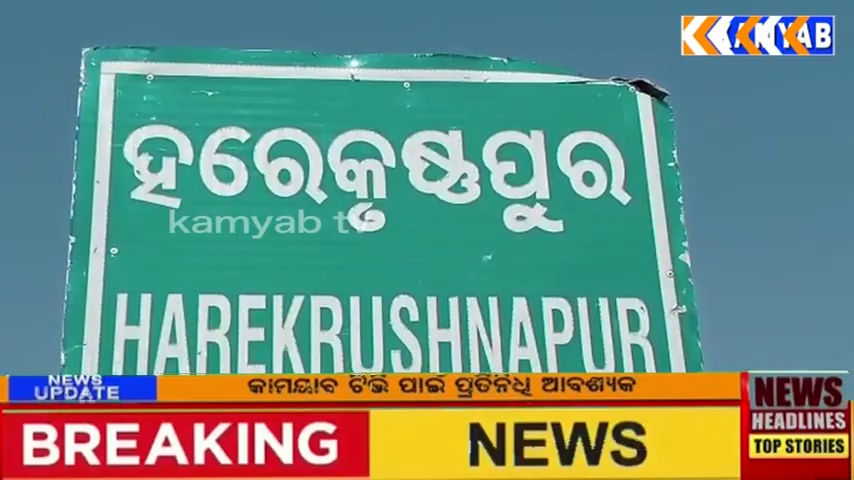 KAMYAB
ହରେକୃଷ୍ଣପୁର
kamyab tv
HAREKRUSHNAPUR
NEWS UPDATE
କାମୟାବ ଟିଭି ପାଇଁ ପ୍ରତିନିଧି ଆବଶ୍ୟକ
BREAKING NEWS
NEWS
HEADLINES
TOP STORIES